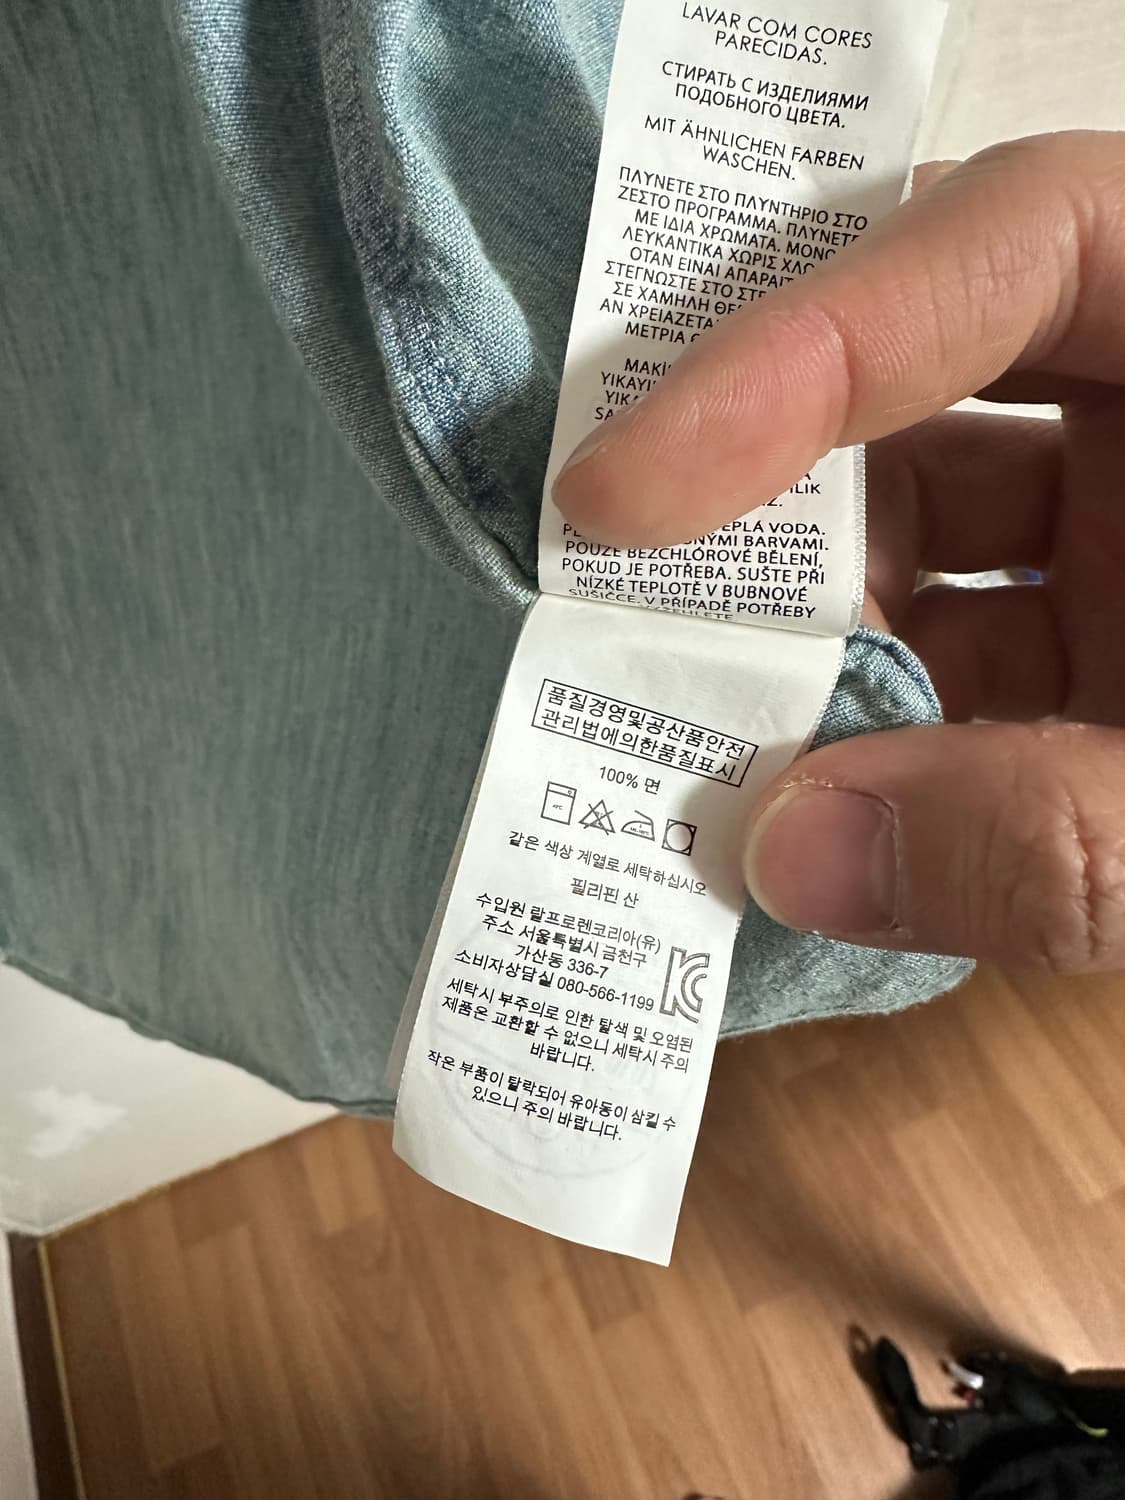 LAVAR COM CORES
PARECIDAS.
СТИРАТЬ С ИЗДЕЛИЯМИ
ПОДОБНОГО ЦВЕТА.
MIT ÄHNLICHEN FARBEN
WASCHEN.
ΠΛΥΝΕΤΕ ΣΤΟ ΠΛΥΝΤΗΡΙΟ ΣΤΟ
ΖΕΣΤΟ ΠΡΟΓΡΑΜΜΑ. ΠΛΥΝΕΤΕ
ΜΕ ΙΔΙΑ ΧΡΩΜΑΤΑ. ΜΟΝΟ
ΛΕΥΚΑΝΤΙΚΑ ΧΩΡΙΣ
ΟΤΑΝ ΕΙΝΑΙ
ΣΤΕΓΝΩΣΤΕ ΣΤΟ
ΣΕ ΧΑΜΗΛΗ
ΑΝ ΧΡΕΙΑΖΕΤΑΙ
ΜΕΤΡΙΑ
VODA.
BARVAMI.
POUZE BEZCHLÓROVÉ BĚLENÍ,
POKUD JE POTŘEBA. SUŠTE PŘI
NÍZKÉ TEPLOTĚ V BUBNOVÉ
SUŠIČCE. V PŘÍPADĚ POTŘEBY
품질경영및공산품안전
관리법에의한품질표시
100% 면
같은 색상 계열로 세탁하십시오
필리핀 산
수입원 랄프로렌코리아(유)
주소 서울특별시 금천구
가산동 336-7
소비자상담실 080-566-1199
세탁시 부주의로 인한 탈색 및 오염된
제품은 교환할 수 없으니 세탁시 주의
바랍니다.
작은 부품이 탈락되어 유아동이 삼킬 수
있으니 주의 바랍니다.